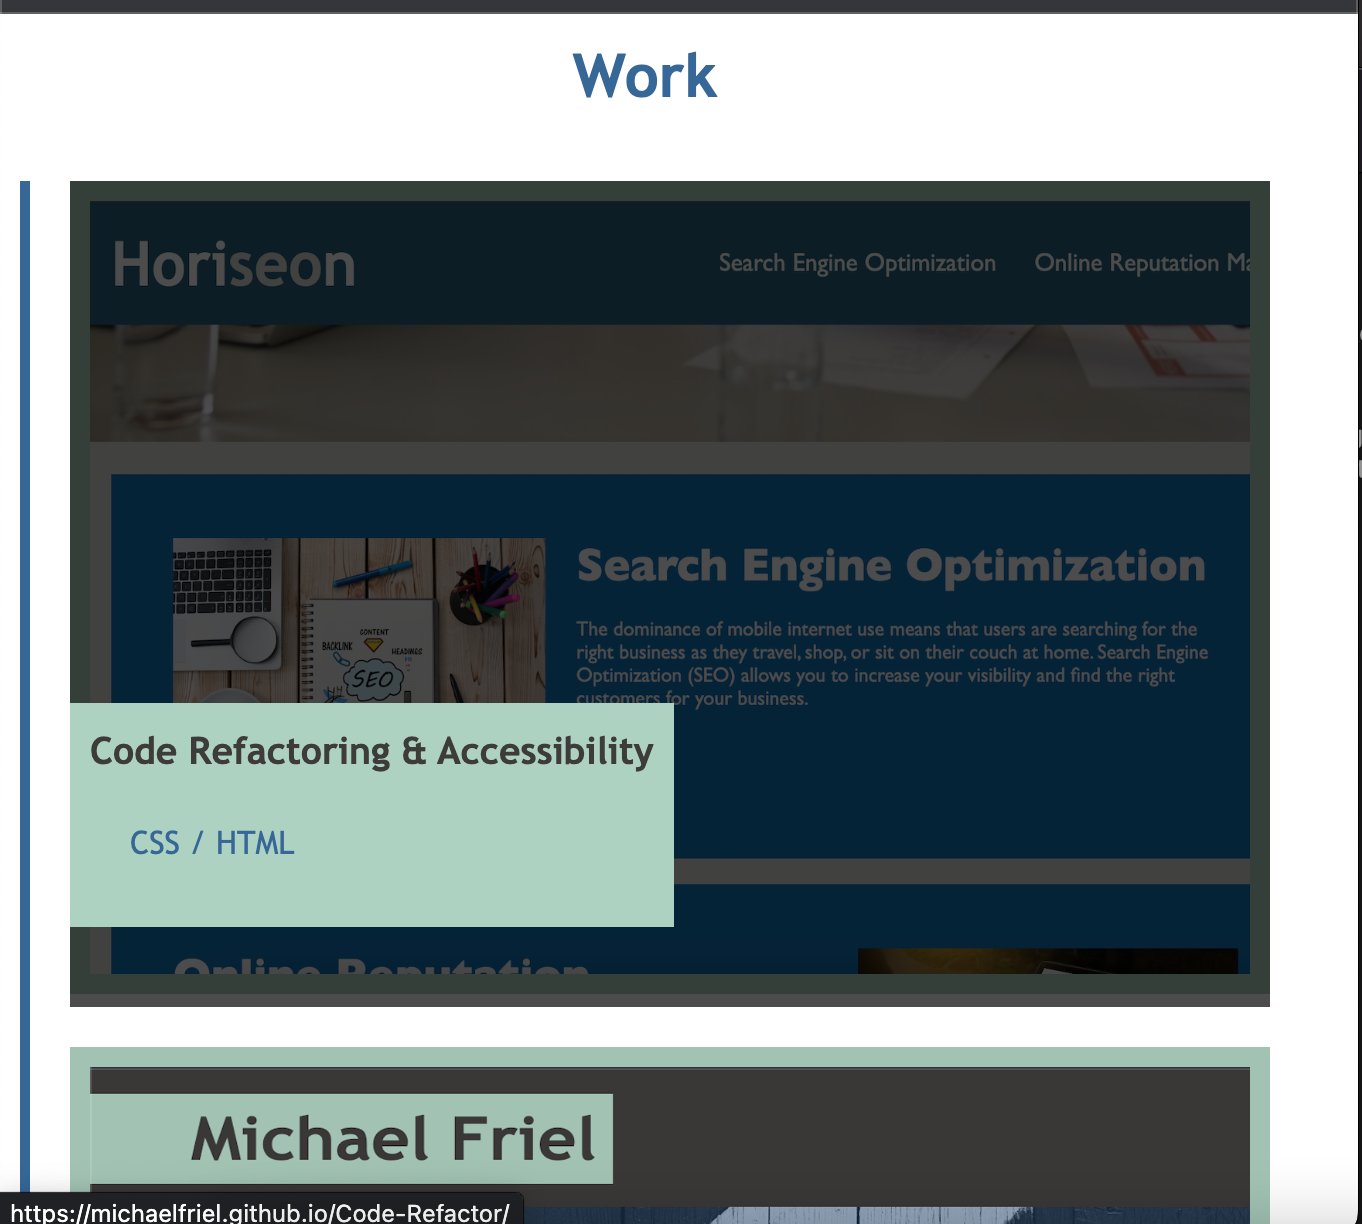 Work
Horiseon
Search Engine Optimization
Online Reputation Ma
Search Engine Optimization
The dominance of mobile internet use means that users are searching for the
right business as they travel, shop, or sit on their couch at home. Search Engine
Optimization (SEO) allows you to increase your visibility and find the right
customers for your business.
CONTENT
BACKLINK
HEADINGS
SEO
Code Refactoring & Accessibility
CSS / HTML
Online Reputation
Michael Friel
https://michaelfriel.github.io/Code-Refactor/